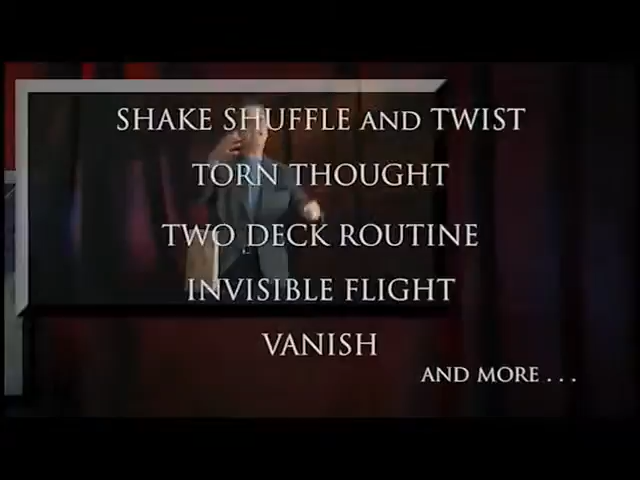 SHAKE SHUFFLE AND TWIST
TORN THOUGHT
TWO DECK ROUTINE
INVISIBLE FLIGHT
VANISH
AND MORE . . .